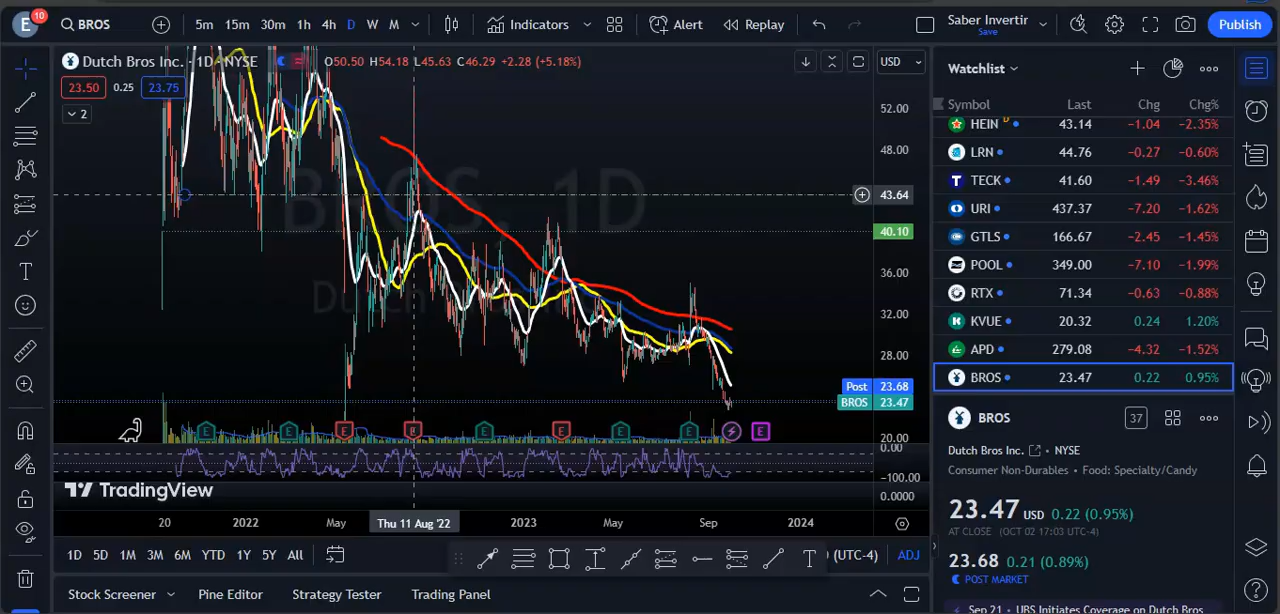 E 10 BROS 5m 15m 30m 1h 4h D W M Indicators Alert Replay Saber Invertir Save Publish
Dutch Bros Inc. · 1D · NYSE O50.50 H54.18 L45.63 C46.29 +2.28 (+5.18%) USD
23.50 0.25 23.75
2
BROS, 1D
52.00
48.00
43.64
40.10
36.00
32.00
28.00
Post 23.68
BROS 23.47
20.00
0.00
−100.00
0.0000
E E E E E E E E E
TradingView
20 2022 May Thu 11 Aug '22 2023 May Sep 2024
1D 5D 1M 3M 6M YTD 1Y 5Y All T (UTC-4) ADJ
Stock Screener Pine Editor Strategy Tester Trading Panel
Watchlist
Symbol Last Chg Chg%
HEIN D 43.14 −1.04 −2.35%
LRN 44.76 −0.27 −0.60%
TECK 41.60 −1.49 −3.46%
URI 437.37 −7.20 −1.62%
GTLS 166.67 −2.45 −1.45%
POOL 349.00 −7.10 −1.99%
RTX 71.34 −0.63 −0.88%
KVUE 20.32 0.24 1.20%
APD 279.08 −4.32 −1.52%
BROS 23.47 0.22 0.95%
BROS 37
Dutch Bros Inc. • NYSE
Consumer Non-Durables • Food: Specialty/Candy
23.47 USD 0.22 (0.95%)
AT CLOSE (OCT 02 17:03 UTC-4)
23.68 0.21 (0.89%)
POST MARKET
Sep 21 • UBS Initiates Coverage on Dutch Bros